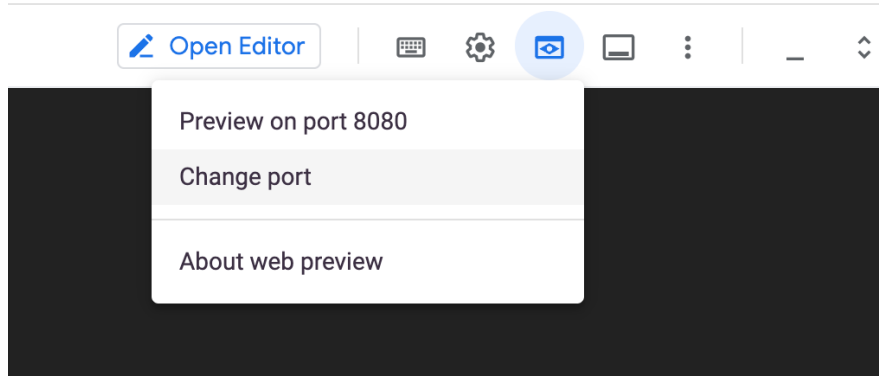 Open Editor
Preview on port 8080
Change port
About web preview